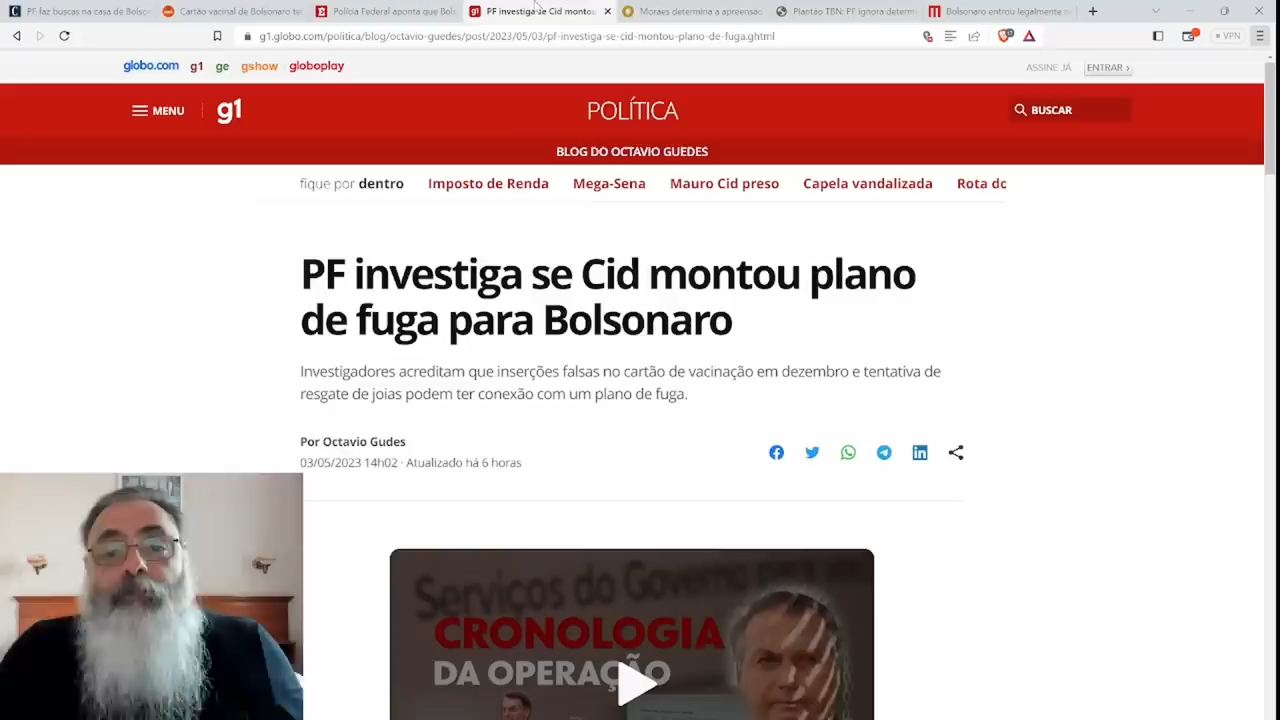 PF faz buscas na casa de Bolson
Cartão vacinal de Bolsonaro te
Polícia Federal aponta que Bols
PF investiga se Cid montou
Moraes determina a apreensão
Plantão TBN: PF ignora determi
Bolsonaro entrou legalmente n
g1.globo.com/politica/blog/octavio-guedes/post/2023/05/03/pf-investiga-se-cid-montou-plano-de-fuga.ghtml
VPN
globo.com g1 ge gshow globoplay
ASSINE JÁ ENTRAR ›
MENU g1 POLÍTICA BUSCAR
BLOG DO OCTAVIO GUEDES
fique por dentro Imposto de Renda Mega-Sena Mauro Cid preso Capela vandalizada Rota do
PF investiga se Cid montou plano
de fuga para Bolsonaro
Investigadores acreditam que inserções falsas no cartão de vacinação em dezembro e tentativa de
resgate de joias podem ter conexão com um plano de fuga.
Por Octavio Gudes
03/05/2023 14h02 · Atualizado há 6 horas
Serviços do Governo
CRONOLOGIA
DA OPERAÇÃO